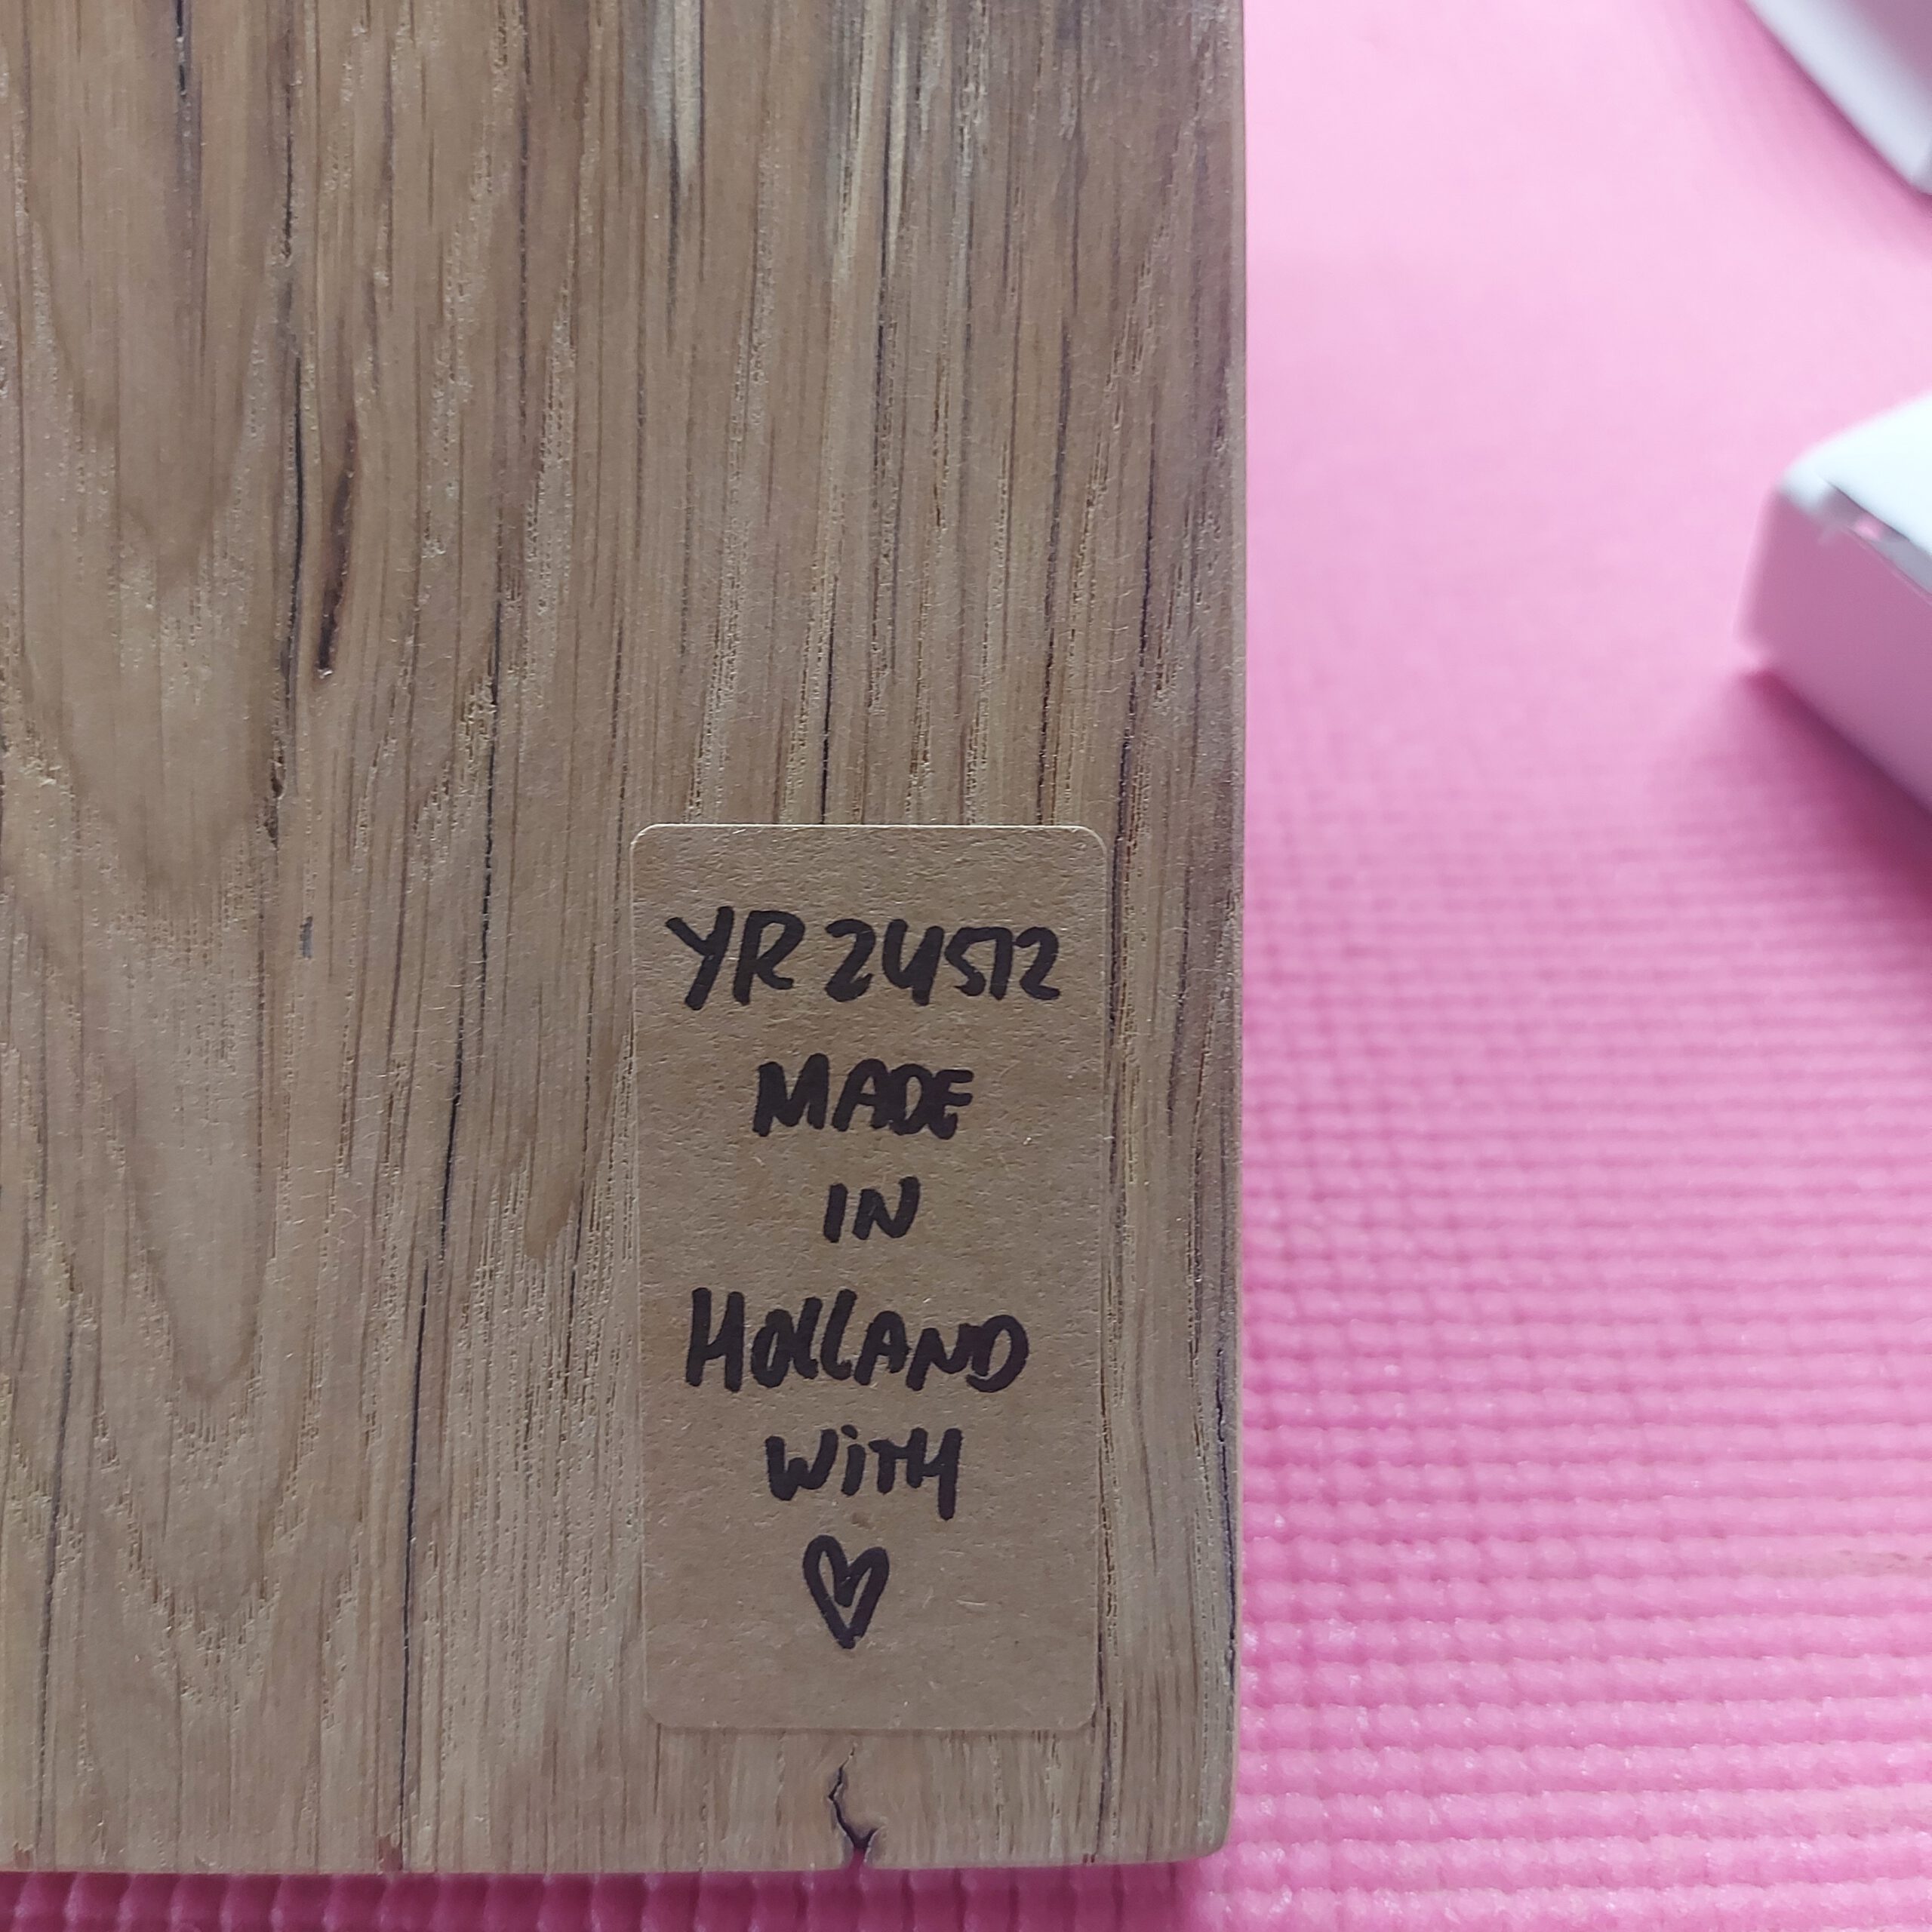 YR 24512
MADE
IN
HOLLAND
WiTH
♡